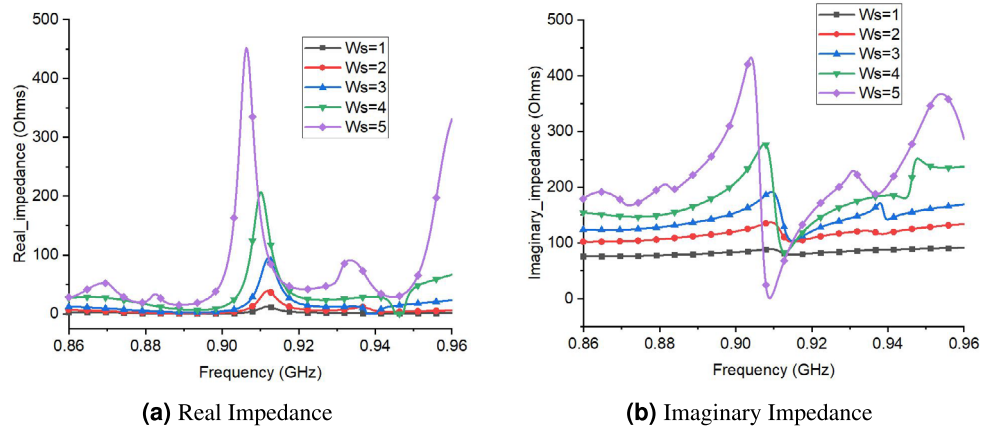 500
400
300
200
100
0
0.86
0.88
0.90
0.92
0.94
0.96
Real_impedance (Ohms)
Frequency (GHz)
Ws=1
Ws=2
Ws=3
Ws=4
Ws=5
(a) Real Impedance
500
400
300
200
100
0
0.86
0.88
0.90
0.92
0.94
0.96
Imaginary_impedance (Ohms)
Frequency (GHz)
Ws=1
Ws=2
Ws=3
Ws=4
Ws=5
(b) Imaginary Impedance